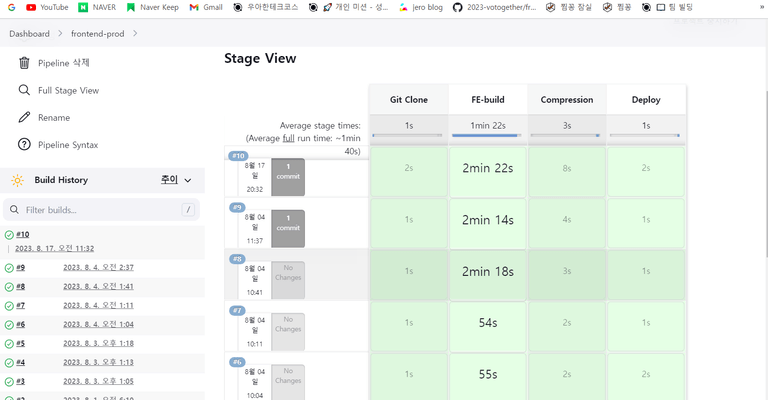 YouTube
NAVER
Naver Keep
Gmail
우아한테크코스
개인 미션 - 성...
jero blog
2023-votogether/fr...
찜꽁 잠실
찜꽁
팀 빌딩
»
Dashboard > frontend-prod >
Pipeline 삭제
Full Stage View
Rename
Pipeline Syntax
Build History 추이
Filter builds... /
#10
2023. 8. 17. 오전 11:32
#9 2023. 8. 4. 오전 2:37
#8 2023. 8. 4. 오전 1:41
#7 2023. 8. 4. 오전 1:11
#6 2023. 8. 4. 오전 1:04
#5 2023. 8. 3. 오후 1:18
#4 2023. 8. 3. 오후 1:13
#3 2023. 8. 3. 오후 1:05
Stage View
Git Clone FE-build Compression Deploy
Average stage times:
(Average full run time: ~1min
40s)
1s 1min 22s 3s 1s
#10
8월 17
일
20:32
1
commit
2s 2min 22s 8s 2s
#9
8월 04
일
11:37
1
commit
1s 2min 14s 4s 1s
#8
8월 04
일
10:41
No
Changes
1s 2min 18s 3s 1s
#7
8월 04
일
10:11
No
Changes
1s 54s 2s 1s
#6
8월 04
일
10:04
No
Changes
1s 55s 2s 2s